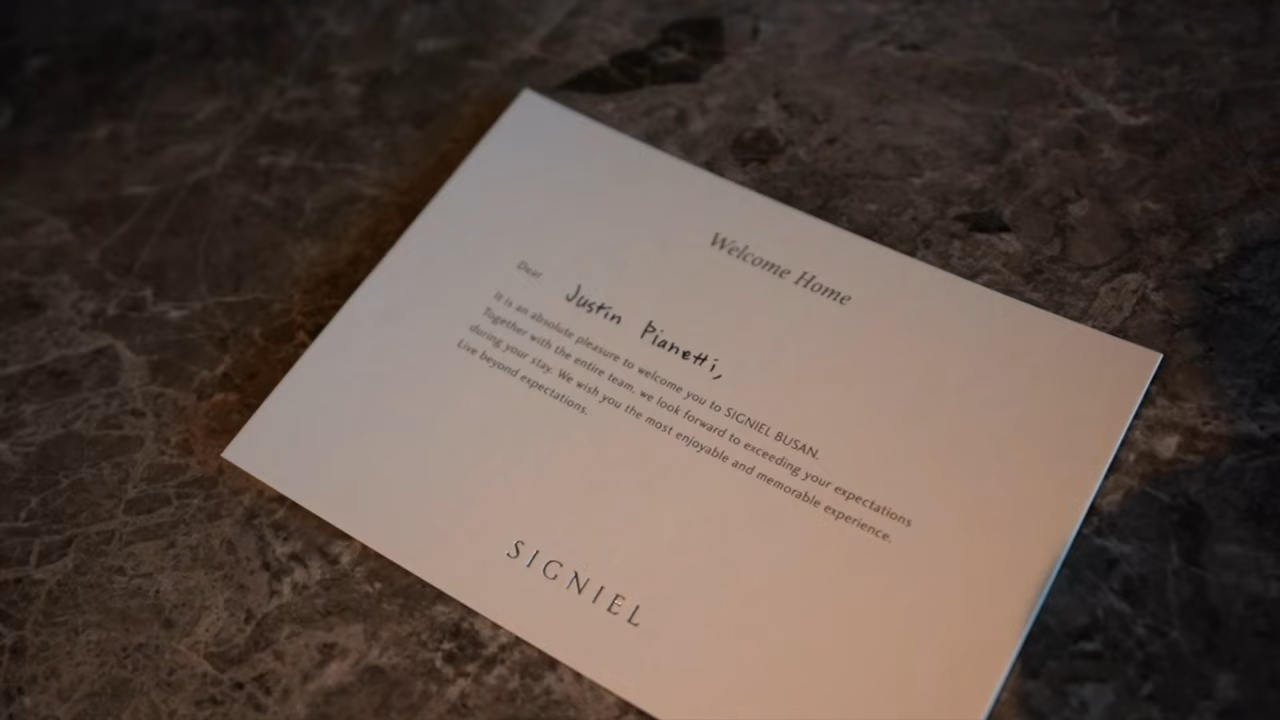 Welcome Home
Dear Justin Pianetti,
It is an absolute pleasure to welcome you to SIGNIEL BUSAN.
Together with the entire team, we look forward to exceeding your expectations
during your stay. We wish you the most enjoyable and memorable experience.
Live beyond expectations.
SIGNIEL